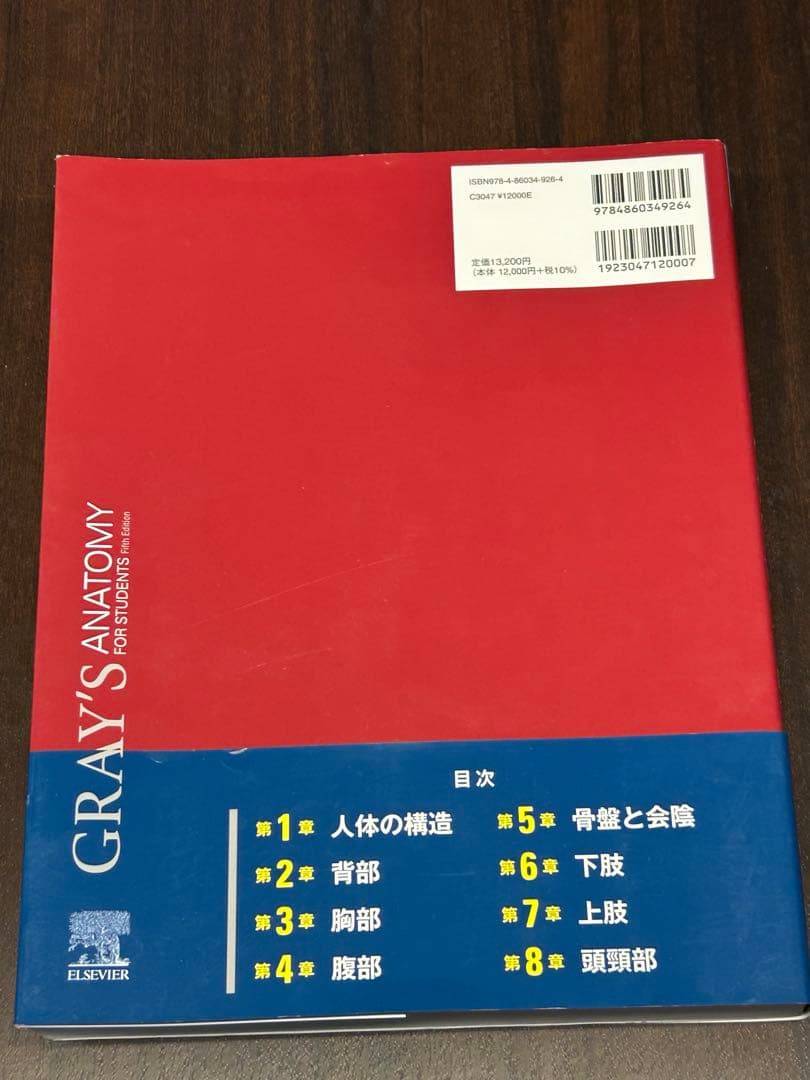 ISBN978-4-86034-926-4
C3047 ¥12000E
9784860349264
定価13,200円
(本体 12,000円+税10%)
1923047120007
GRAY'S ANATOMY
FOR STUDENTS Fifth Edition
目次
第1章 人体の構造
第2章 背部
第3章 胸部
第4章 腹部
第5章 骨盤と会陰
第6章 下肢
第7章 上肢
第8章 頭頸部
ELSEVIER